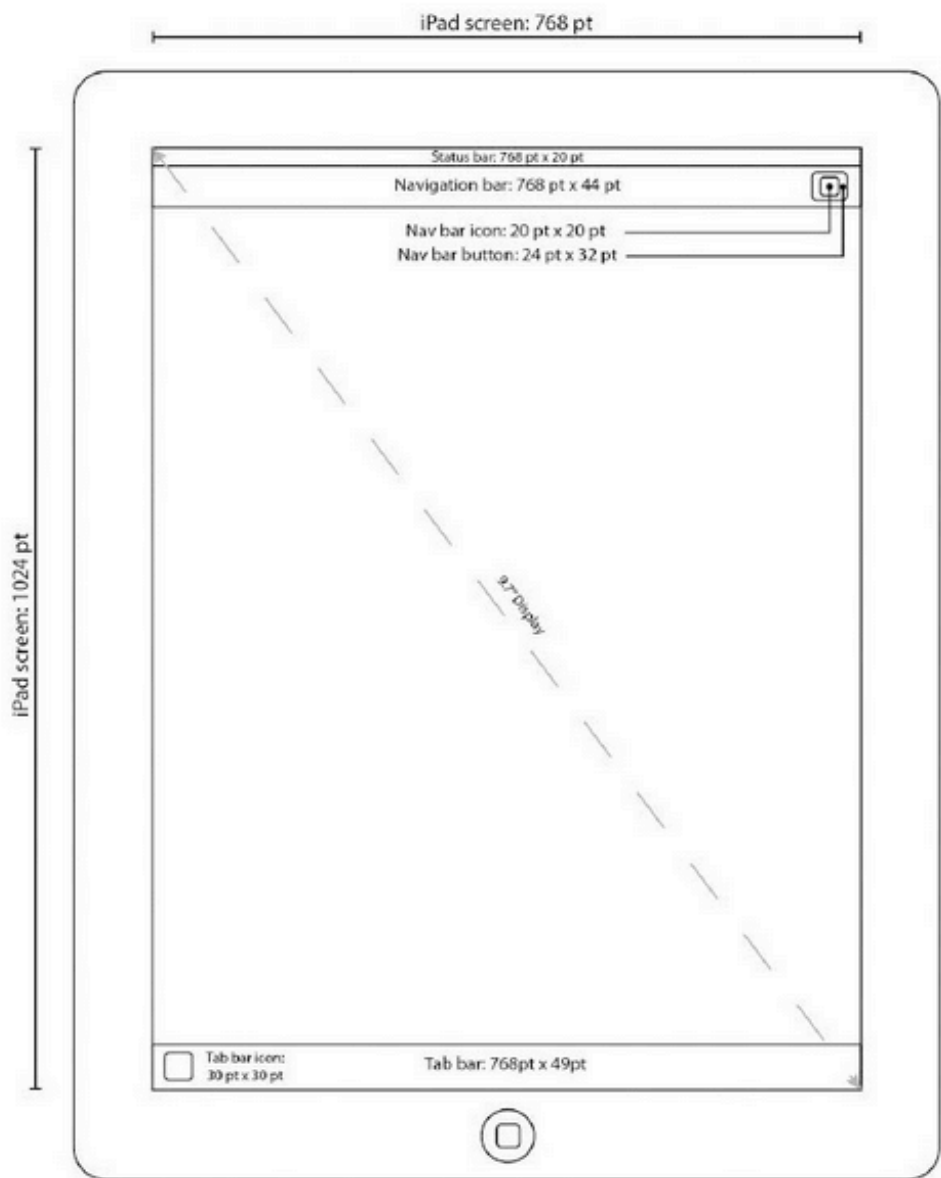 iPad screen: 768 pt
Status bar: 768 pt x 20 pt
Navigation bar: 768 pt x 44 pt
Nav bar icon: 20 pt x 20 pt
Nav bar button: 24 pt x 32 pt
iPad screen: 1024 pt
9.7" Display
Tab bar icon:
30 pt x 30 pt
Tab bar: 768pt x 49pt